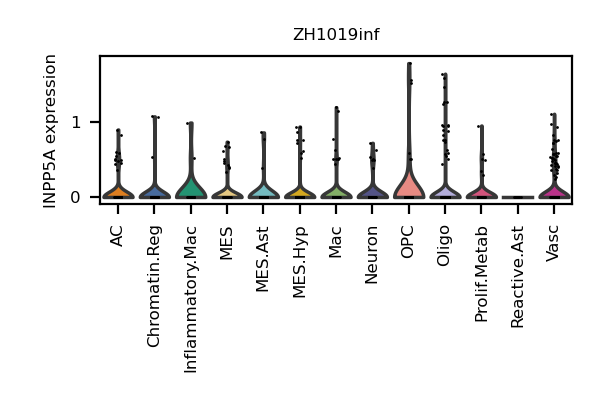 ZH1019inf
INPP5A expression
1
0
AC
Chromatin.Reg
Inflammatory.Mac
MES
MES.Ast
MES.Hyp
Mac
Neuron
OPC
Oligo
Prolif.Metab
Reactive.Ast
Vasc